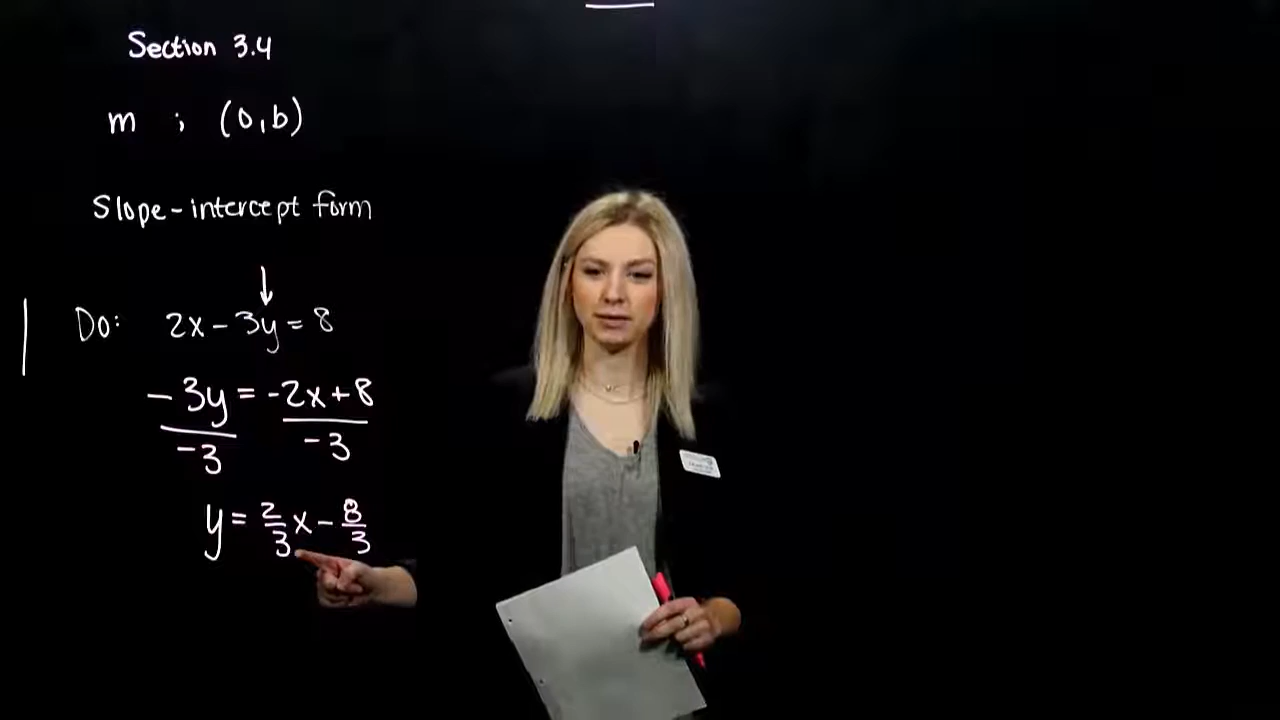 Section 3.4
m ; (0,b)
Slope-intercept form
↓
Do: 2x - 3y = 8
-3y = -2x+8
-3 -3
y = 2/3 x - 8/3